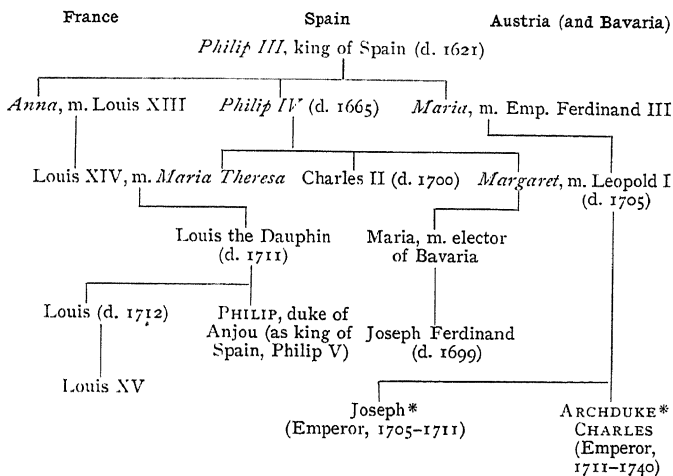 France Spain Austria (and Bavaria)
Philip III, king of Spain (d. 1621)
Anna, m. Louis XIII Philip IV (d. 1665) Maria, m. Emp. Ferdinand III
Louis XIV, m. Maria Theresa Charles II (d. 1700) Margaret, m. Leopold I
(d. 1705)
Louis the Dauphin Maria, m. elector
(d. 1711) of Bavaria
Louis (d. 1712) PHILIP, duke of
Anjou (as king of Joseph Ferdinand
Spain, Philip V) (d. 1699)
Louis XV
Joseph* ARCHDUKE*
(Emperor, 1705–1711) CHARLES
(Emperor,
1711–1740)